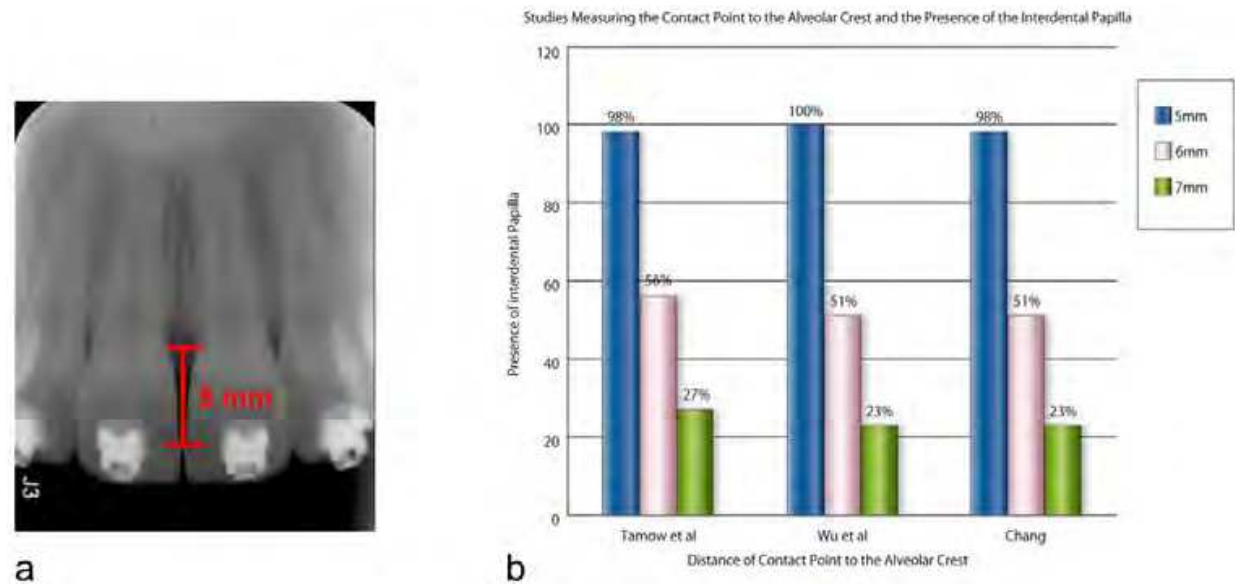 8 mm
J3
a
Studies Measuring the Contact Point to the Alveolar Crest and the Presence of the Interdental Papilla
Presence of Interdental Papilla
120
100
80
60
40
20
0
98%
56%
27%
100%
51%
23%
98%
51%
23%
Tamow et al
Wu et al
Chang
Distance of Contact Point to the Alveolar Crest
5mm
6mm
7mm
b